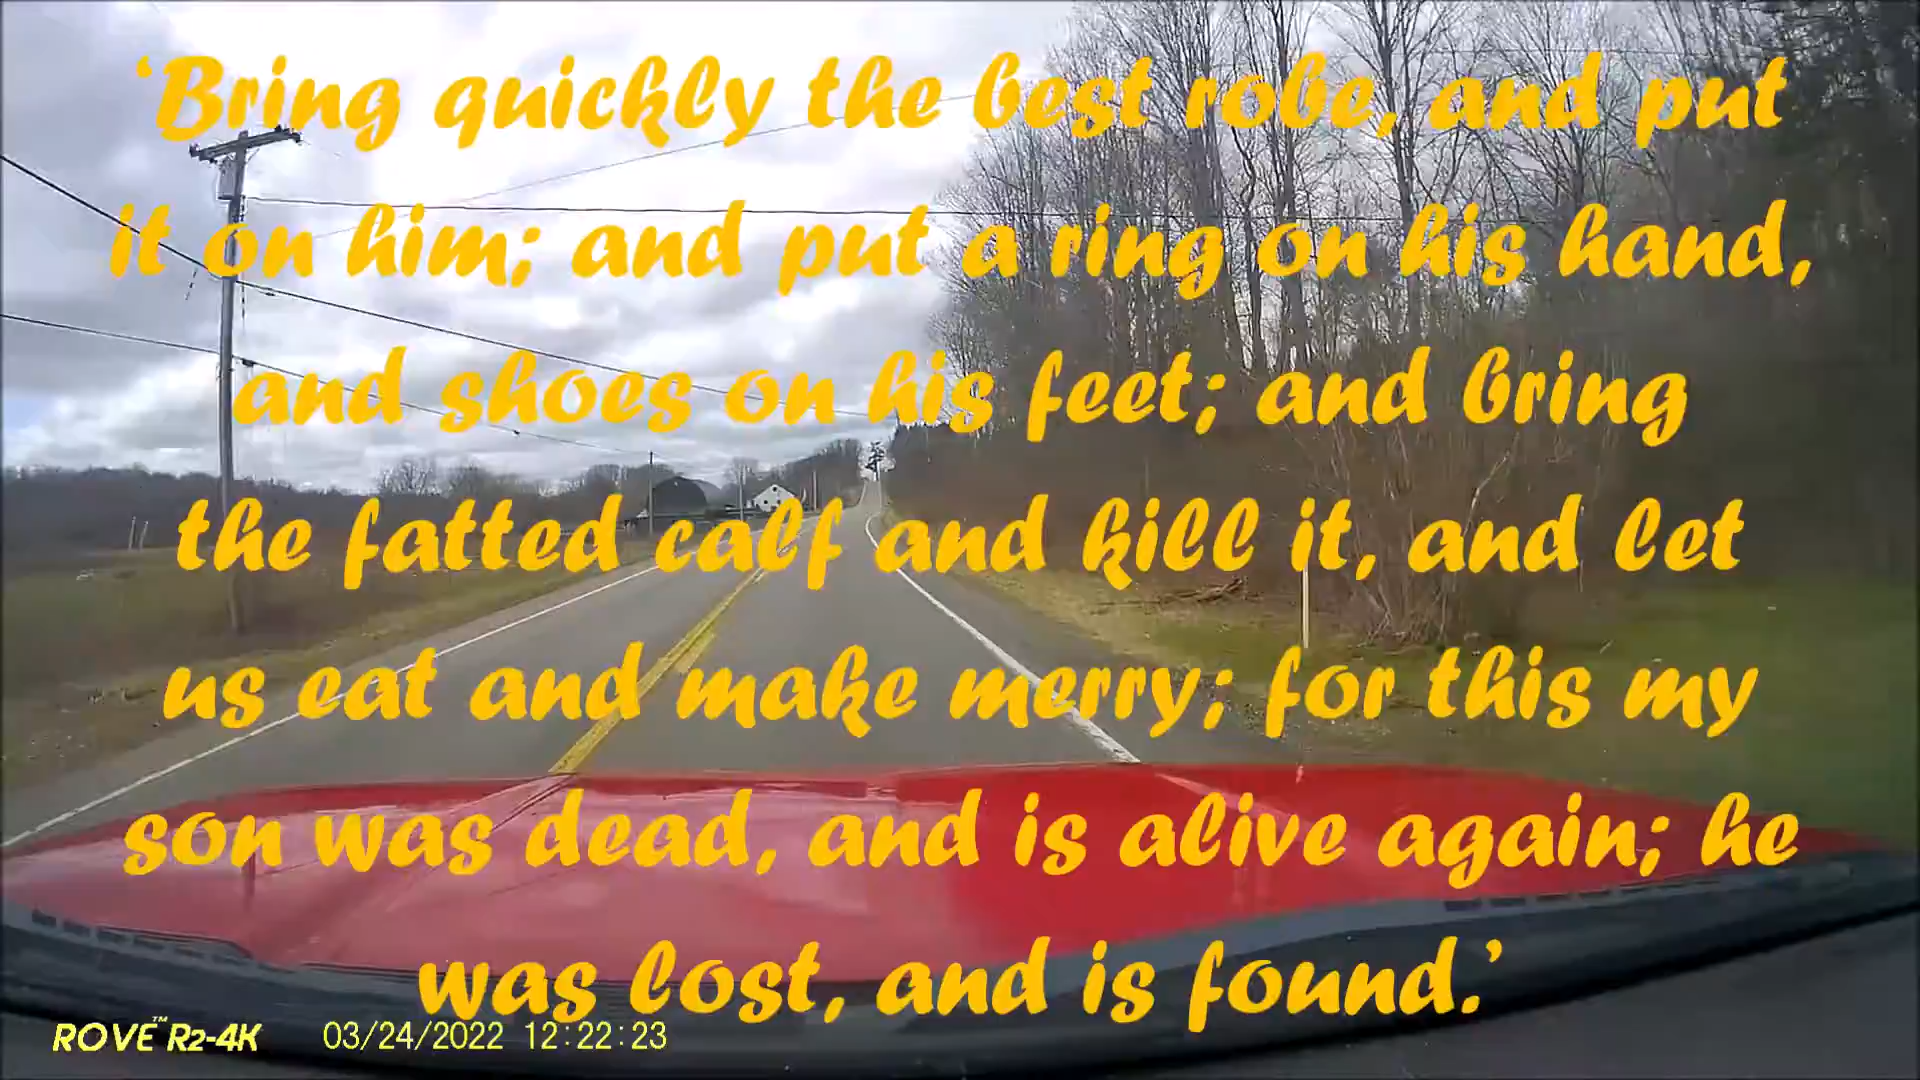 ‘Bring quickly the best robe, and put
it on him; and put a ring on his hand,
and shoes on his feet; and bring
the fatted calf and kill it, and let
us eat and make merry; for this my
son was dead, and is alive again; he
was lost, and is found.’
ROVE™ R2-4K 03/24/2022 12:22:23